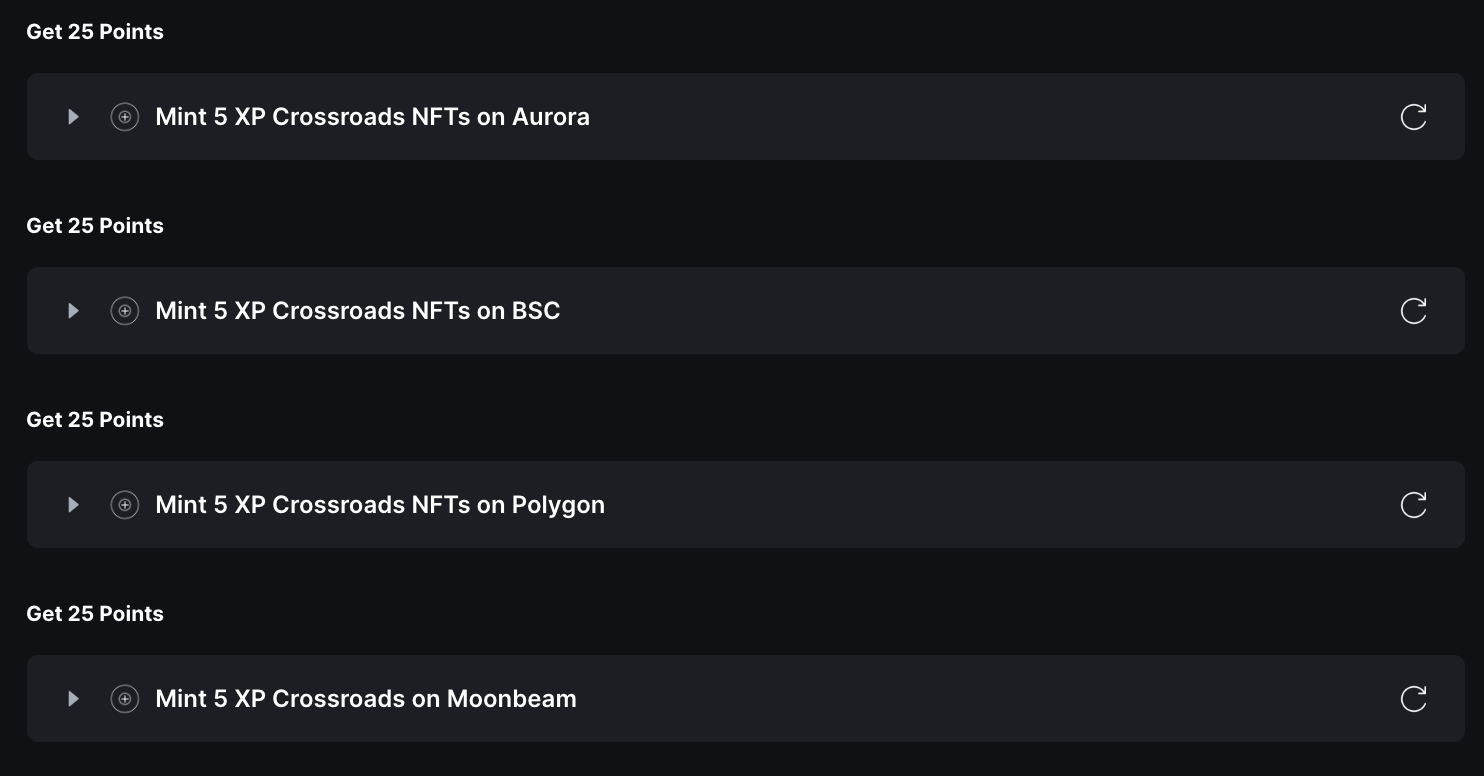 Get 25 Points
Mint 5 XP Crossroads NFTs on Aurora
Get 25 Points
Mint 5 XP Crossroads NFTs on BSC
Get 25 Points
Mint 5 XP Crossroads NFTs on Polygon
Get 25 Points
Mint 5 XP Crossroads on Moonbeam